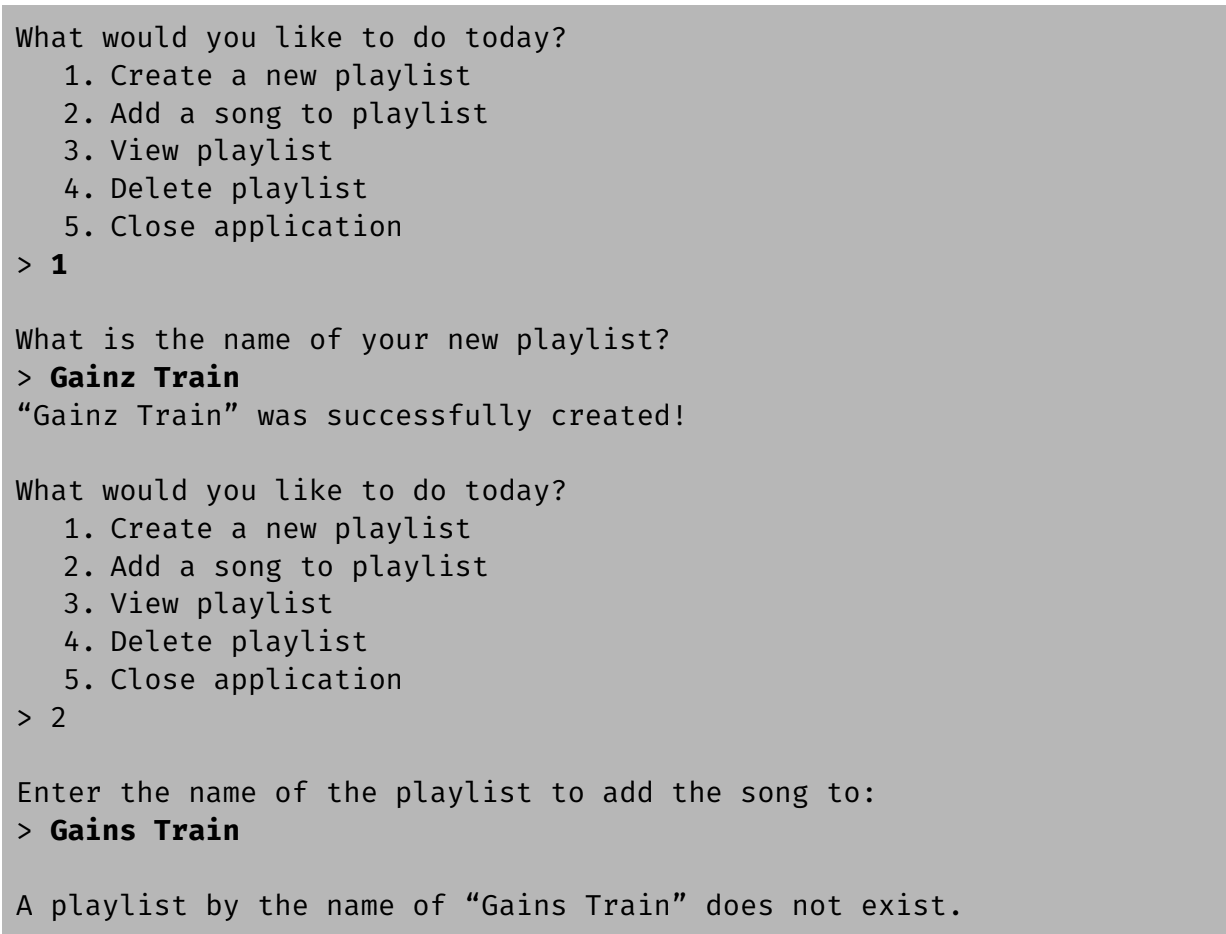 What would you like to do today?
1. Create a new playlist
2. Add a song to playlist
3. View playlist
4. Delete playlist
5. Close application
> 1
What is the name of your new playlist?
> Gainz Train
“Gainz Train” was successfully created!
What would you like to do today?
1. Create a new playlist
2. Add a song to playlist
3. View playlist
4. Delete playlist
5. Close application
> 2
Enter the name of the playlist to add the song to:
> Gains Train
A playlist by the name of “Gains Train” does not exist.